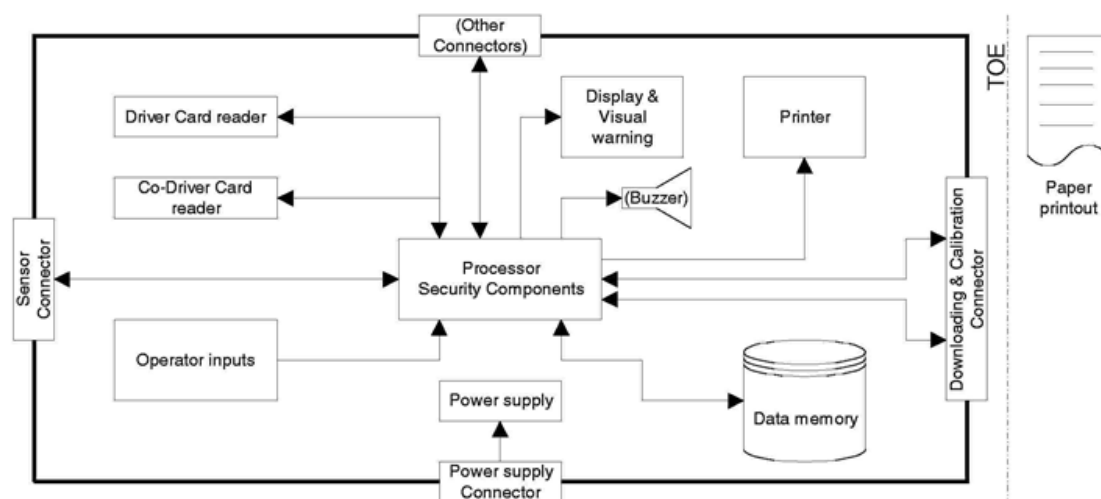 (Other
Connectors)
TOE
Driver Card reader
Display &
Visual
warning
Printer
Co-Driver Card
reader
(Buzzer)
Paper
printout
Sensor
Connector
Processor
Security Components
Downloading & Calibration
Connector
Operator inputs
Power supply
Data memory
Power supply
Connector